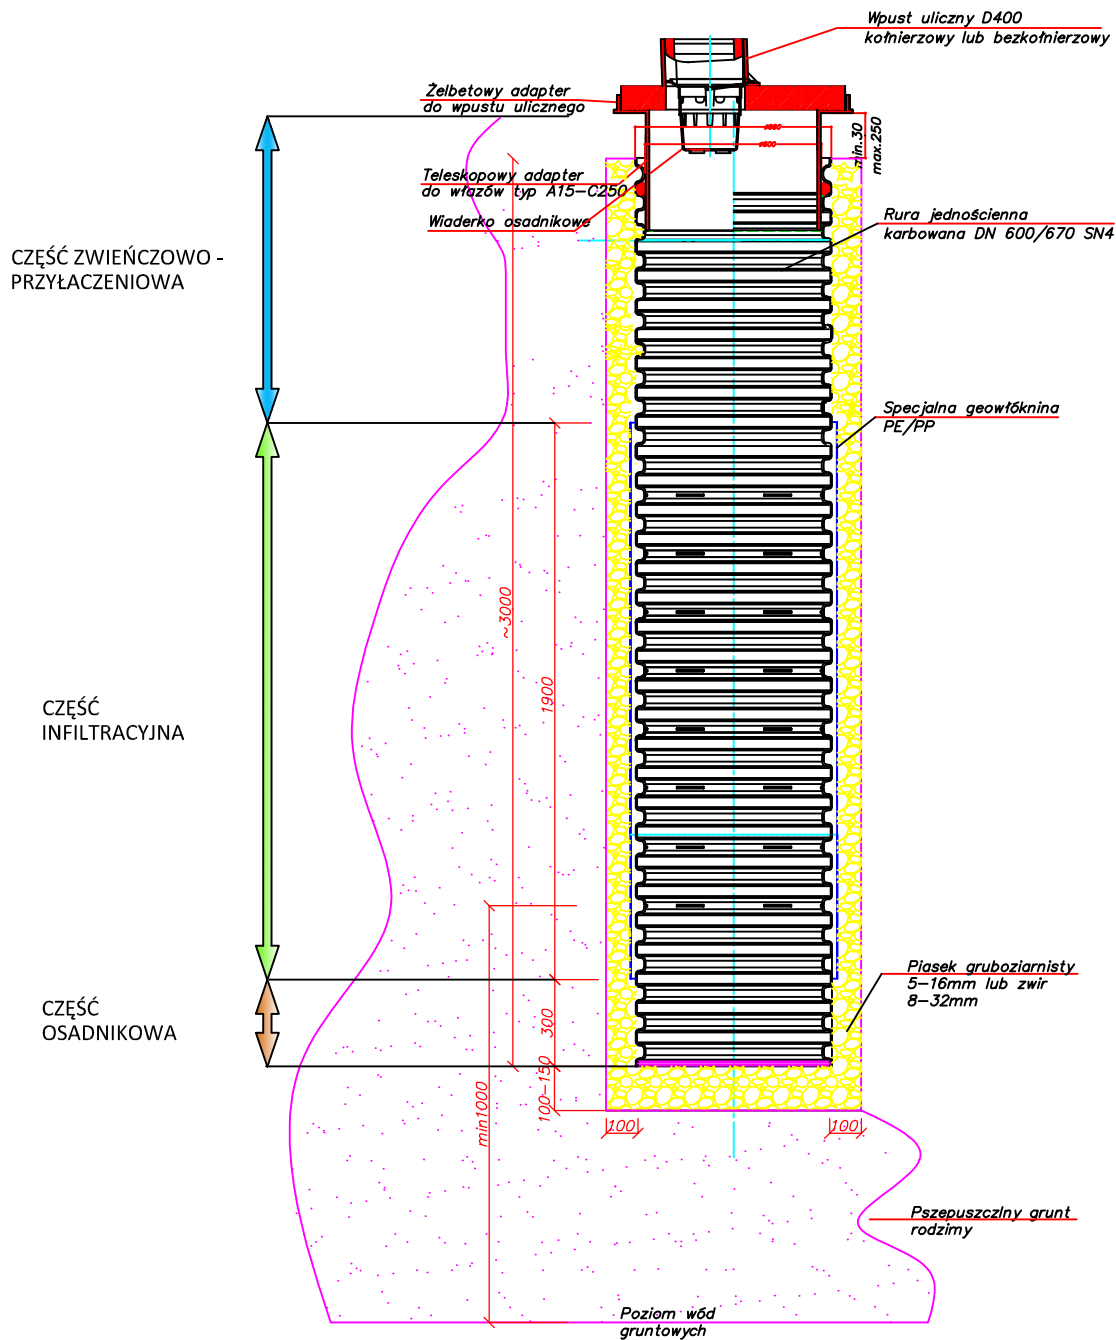 Wpust uliczny D400
kołnierzowy lub bezkołnierzowy
Żelbetowy adapter
do wpustu ulicznego
min.30
max.250
ø600
Teleskopowy adapter
do włazów typ A15-C250
Wiaderko osadnikowe
Rura jednościenna
karbowana DN 600/670 SN4
CZĘŚĆ ZWIEŃCZOWO -
PRZYŁACZENIOWA
Specjalna geowłóknina
PE/PP
~3000
1900
CZĘŚĆ
INFILTRACYJNA
Piasek gruboziarnisty
5-16mm lub zwir
8-32mm
CZĘŚĆ
OSADNIKOWA
300
100-150
min1000
100
100
Pszepuszczlny grunt
rodzimy
Poziom wód
gruntowych